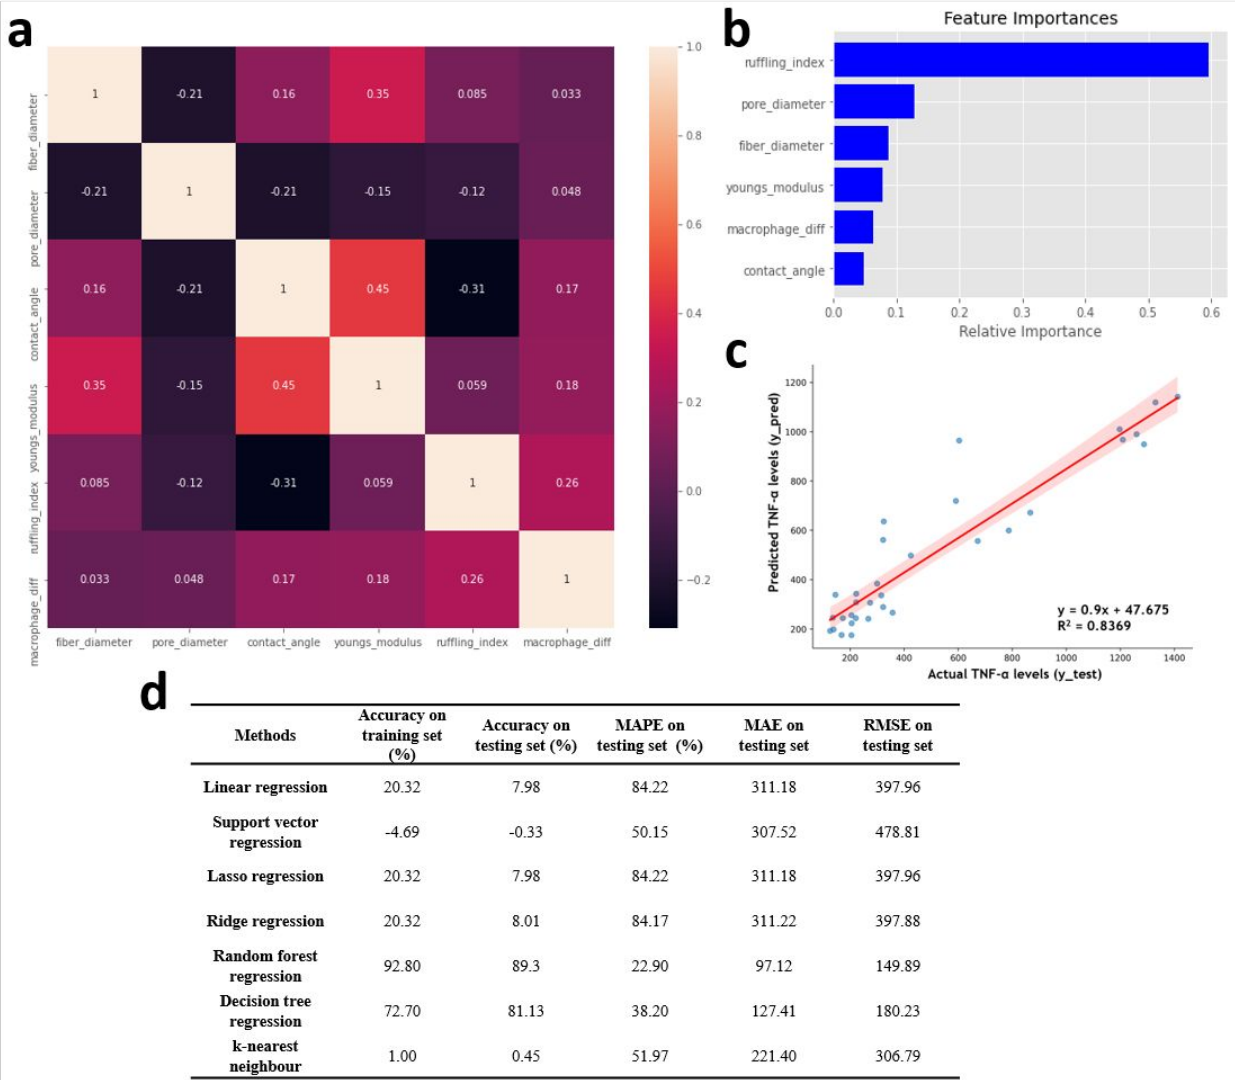 a
fiber_diameter
pore_diameter
contact_angle
youngs_modulus
ruffling_index
macrophage_diff
1 -0.21 0.16 0.35 0.085 0.033
-0.21 1 -0.21 -0.15 -0.12 0.048
0.16 -0.21 1 0.45 -0.31 0.17
0.35 -0.15 0.45 1 0.059 0.18
0.085 -0.12 -0.31 0.059 1 0.26
0.033 0.048 0.17 0.18 0.26 1
fiber_diameter pore_diameter contact_angle youngs_modulus ruffling_index macrophage_diff
1.0
0.8
0.6
0.4
0.2
0.0
−0.2
b
Feature Importances
ruffling_index
pore_diameter
fiber_diameter
youngs_modulus
macrophage_diff
contact_angle
0.0 0.1 0.2 0.3 0.4 0.5 0.6
Relative Importance
c
Predicted TNF-α levels (y_pred)
1200
1000
800
600
400
200
y = 0.9x + 47.675
R² = 0.8369
200 400 600 800 1000 1200 1400
Actual TNF-α levels (y_test)
d
Methods Accuracy on training set (%) Accuracy on testing set (%) MAPE on testing set (%) MAE on testing set RMSE on testing set
Linear regression 20.32 7.98 84.22 311.18 397.96
Support vector regression -4.69 -0.33 50.15 307.52 478.81
Lasso regression 20.32 7.98 84.22 311.18 397.96
Ridge regression 20.32 8.01 84.17 311.22 397.88
Random forest regression 92.80 89.3 22.90 97.12 149.89
Decision tree regression 72.70 81.13 38.20 127.41 180.23
k-nearest neighbour 1.00 0.45 51.97 221.40 306.79